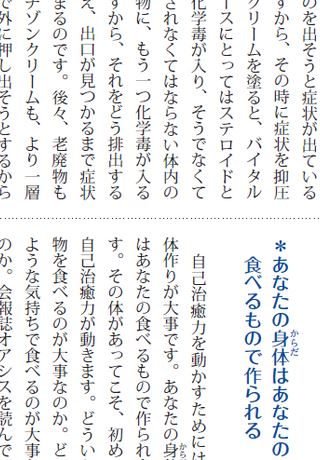 のを出そうと症状が出ている
すから、その時に症状を抑圧
クリームを塗ると、バイタル
ースにとってはステロイドと
化学毒が入り、そうでなくて
されなくてはならない体内の
物に、もう一つ化学毒が入る
すから、それをどう排出する
え、出口が見つかるまで症状
まるのです。後々、老廃物も
チゾンクリームも、より一層
で外に押し出そうとするから
＊あなたの身体はあなたの
からだ
食べるもので作られる
自己治癒力を動かすためには
体作りが大事です。あなたの身
から
はあなたの食べるもので作られ
す。その体があってこそ、初め
自己治癒力が動きます。どうい
物を食べるのが大事なのか。ど
ような気持ちで食べるのが大事
のか。会報誌オアシスを読んで